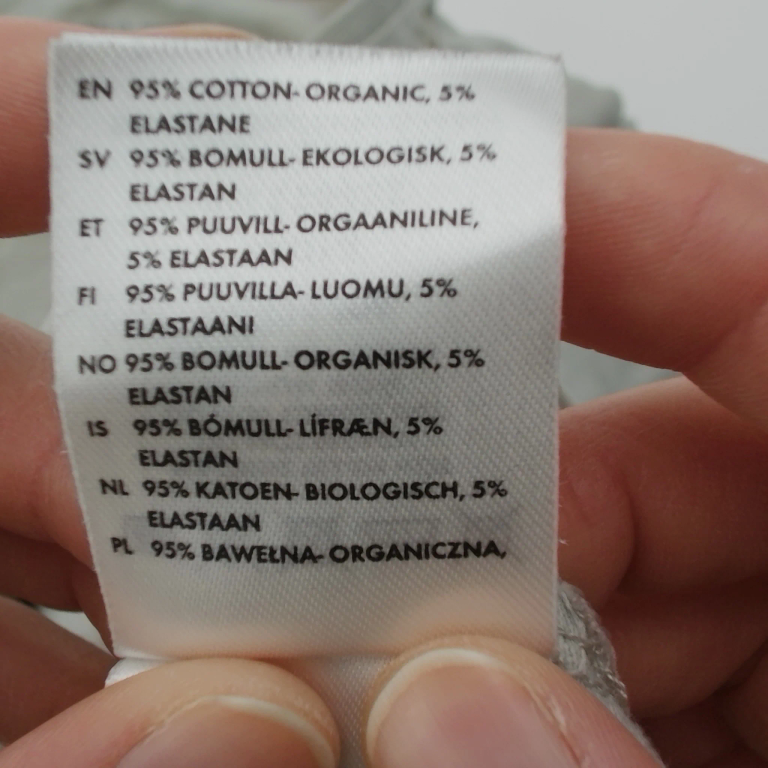 EN 95% COTTON- ORGANIC, 5%
ELASTANE
SV 95% BOMULL- EKOLOGISK, 5%
ELASTAN
ET 95% PUUVILL- ORGAANILINE,
5% ELASTAAN
FI 95% PUUVILLA- LUOMU, 5%
ELASTAANI
NO 95% BOMULL- ORGANISK, 5%
ELASTAN
IS 95% BÓMULL- LÍFRÆN, 5%
ELASTAN
NL 95% KATOEN- BIOLOGISCH, 5%
ELASTAAN
PL 95% BAWEŁNA- ORGANICZNA,